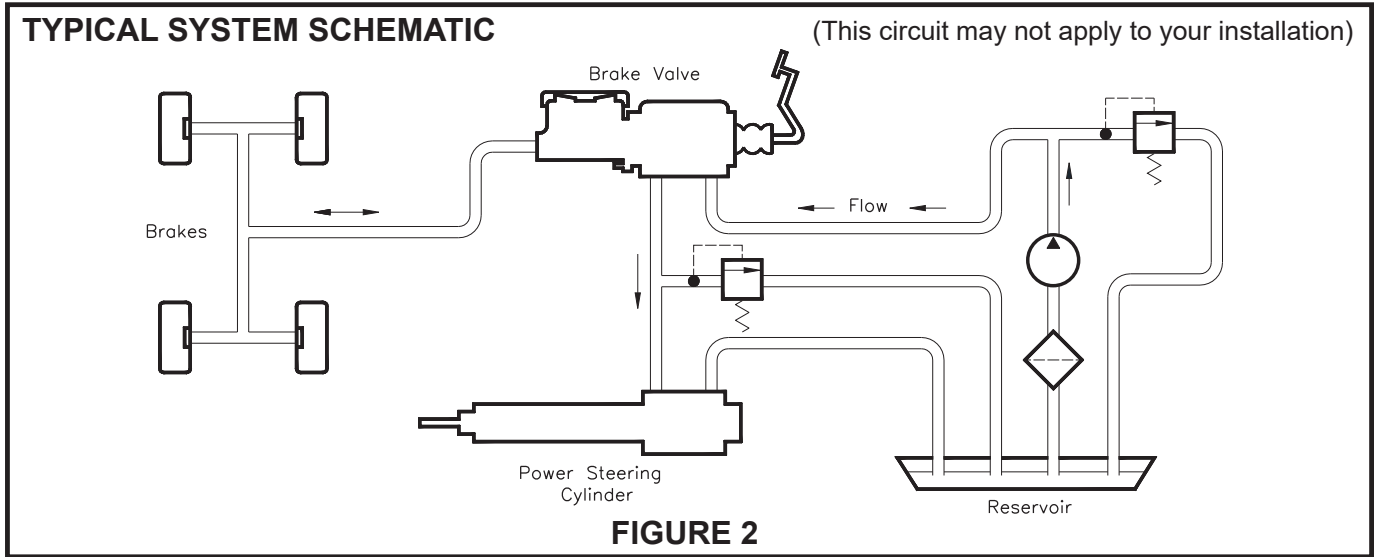 TYPICAL SYSTEM SCHEMATIC
(This circuit may not apply to your installation)
Brake Valve
Flow
Brakes
Power Steering
Cylinder
Reservoir
FIGURE 2